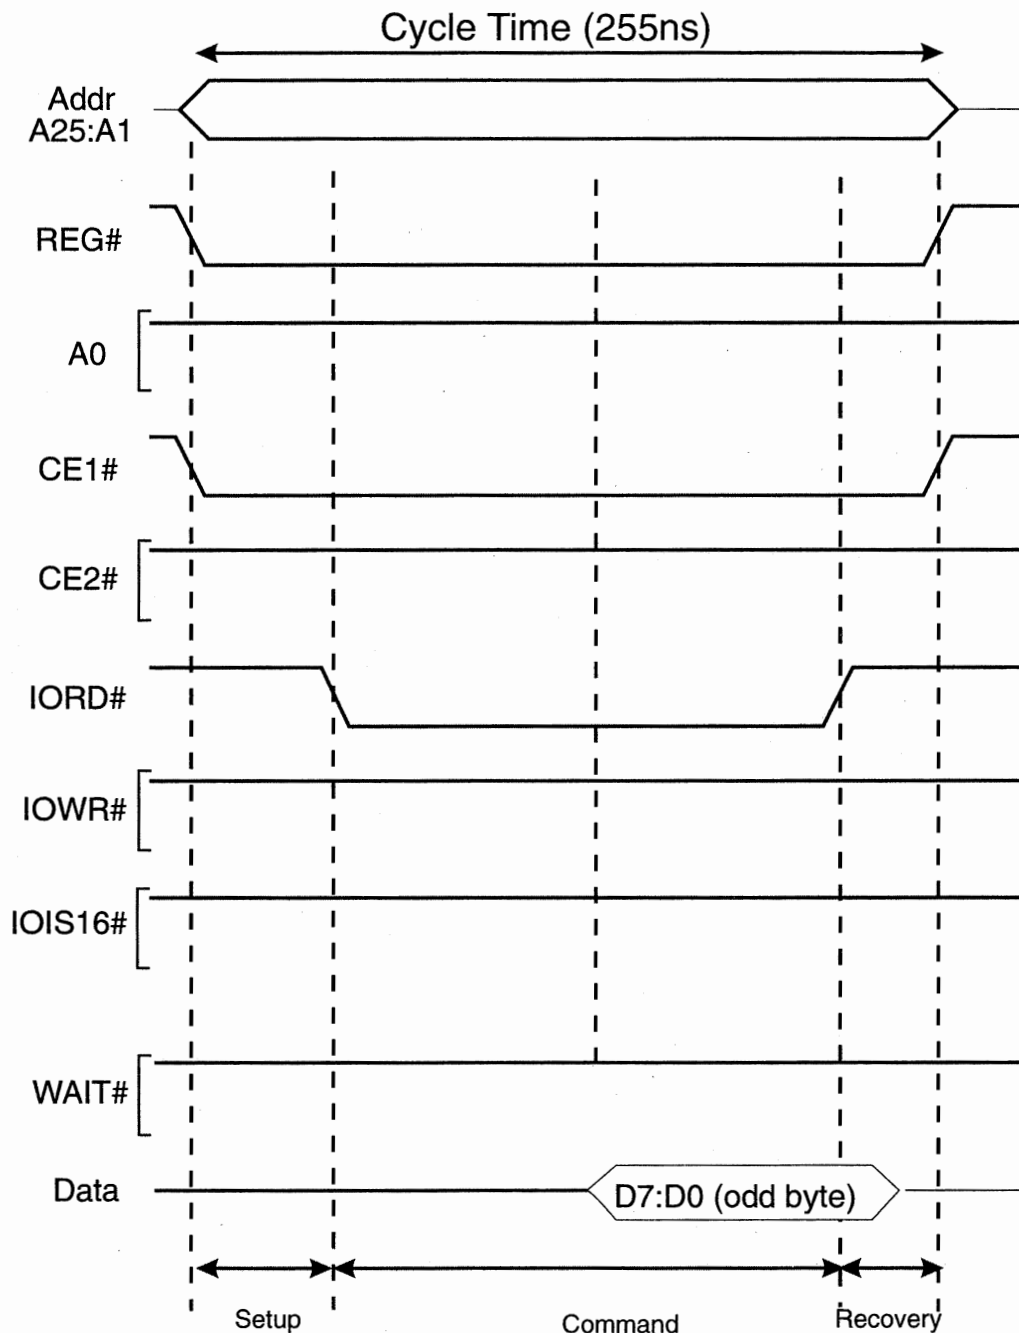 Cycle Time (255ns)
Addr
A25:A1
REG#
A0
CE1#
CE2#
IORD#
IOWR#
IOIS16#
WAIT#
Data
D7:D0 (odd byte)
Setup
Command
Recovery